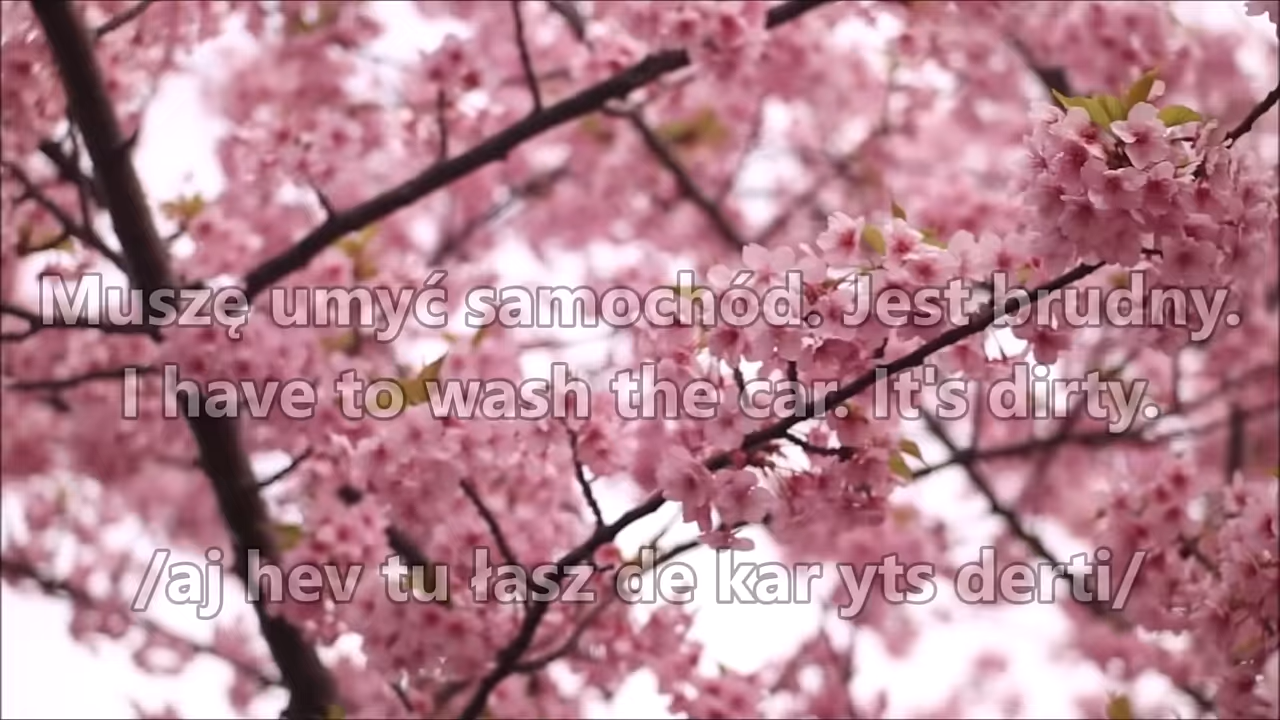 Muszę umyć samochód. Jest brudny.
I have to wash the car. It's dirty.
/aj hev tu łasz de kar yts derti/